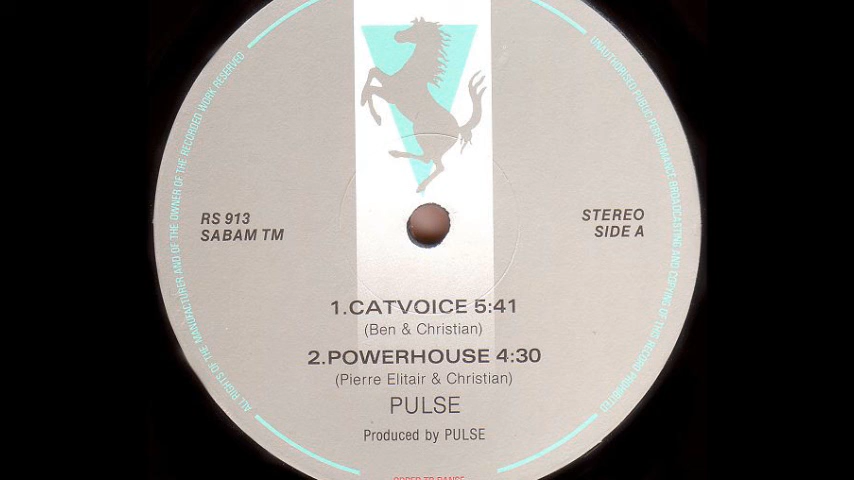 ALL RIGHTS OF THE MANUFACTURER AND OF THE OWNER OF THE RECORDED WORK RESERVED
UNAUTHORISED PUBLIC PERFORMANCE BROADCASTING AND COPYING OF THIS RECORD PROHIBITED
RS 913
SABAM TM
STEREO
SIDE A
1.CATVOICE 5:41
(Ben & Christian)
2.POWERHOUSE 4:30
(Pierre Elitair & Christian)
PULSE
Produced by PULSE